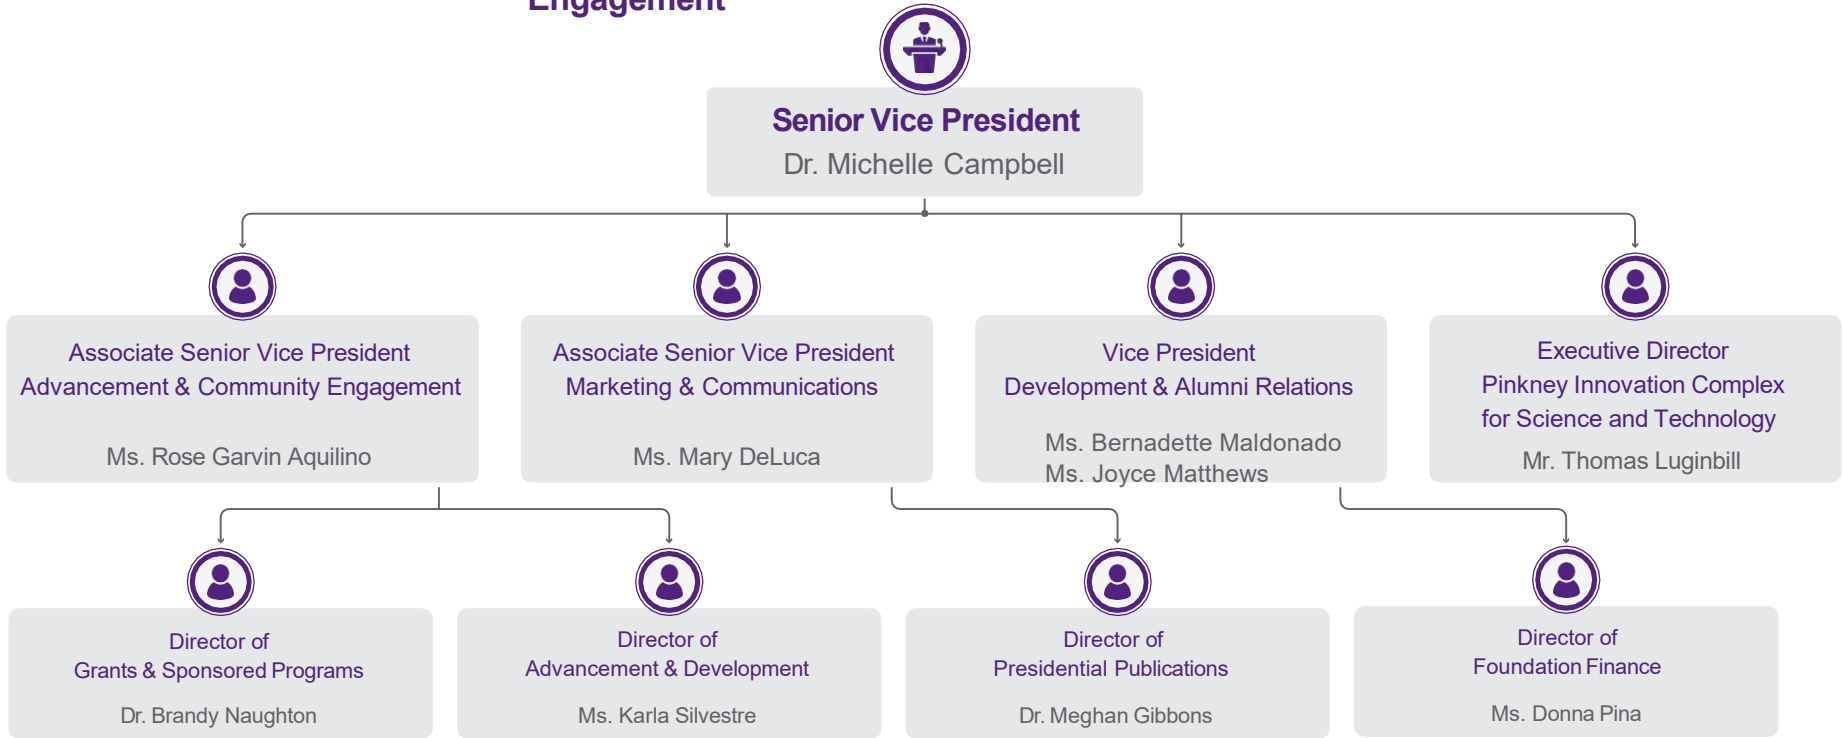 Engagement
Senior Vice President
Dr. Michelle Campbell
Associate Senior Vice President
Advancement & Community Engagement
Ms. Rose Garvin Aquilino
Associate Senior Vice President
Marketing & Communications
Ms. Mary DeLuca
Vice President
Development & Alumni Relations
Ms. Bernadette Maldonado
Ms. Joyce Matthews
Executive Director
Pinkney Innovation Complex
for Science and Technology
Mr. Thomas Luginbill
Director of
Grants & Sponsored Programs
Dr. Brandy Naughton
Director of
Advancement & Development
Ms. Karla Silvestre
Director of
Presidential Publications
Dr. Meghan Gibbons
Director of
Foundation Finance
Ms. Donna Pina